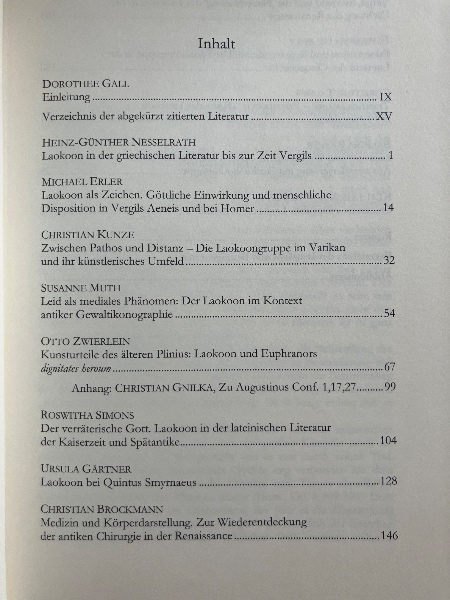 Inhalt
DOROTHEE GALL
Einleitung ........ IX
Verzeichnis der abgekürzt zitierten Literatur ........ XV
HEINZ-GÜNTHER NESSELRATH
Laokoon in der griechischen Literatur bis zur Zeit Vergils ........ 1
MICHAEL ERLER
Laokoon als Zeichen. Göttliche Einwirkung und menschliche
Disposition in Vergils Aeneis und bei Homer ........ 14
CHRISTIAN KUNZE
Zwischen Pathos und Distanz – Die Laokoongruppe im Vatikan
und ihr künstlerisches Umfeld ........ 32
SUSANNE MUTH
Leid als mediales Phänomen: Der Laokoon im Kontext
antiker Gewaltikonographie ........ 54
OTTO ZWIERLEIN
Kunsturteile des älteren Plinius: Laokoon und Euphranors
dignitates heroum ........ 67
Anhang: CHRISTIAN GNILKA, Zu Augustinus Conf. 1,17,27 ........ 99
ROSWITHA SIMONS
Der verräterische Gott. Laokoon in der lateinischen Literatur
der Kaiserzeit und Spätantike ........ 104
URSULA GÄRTNER
Laokoon bei Quintus Smyrnaeus ........ 128
CHRISTIAN BROCKMANN
Medizin und Körperdarstellung. Zur Wiederentdeckung
der antiken Chirurgie in der Renaissance ........ 146